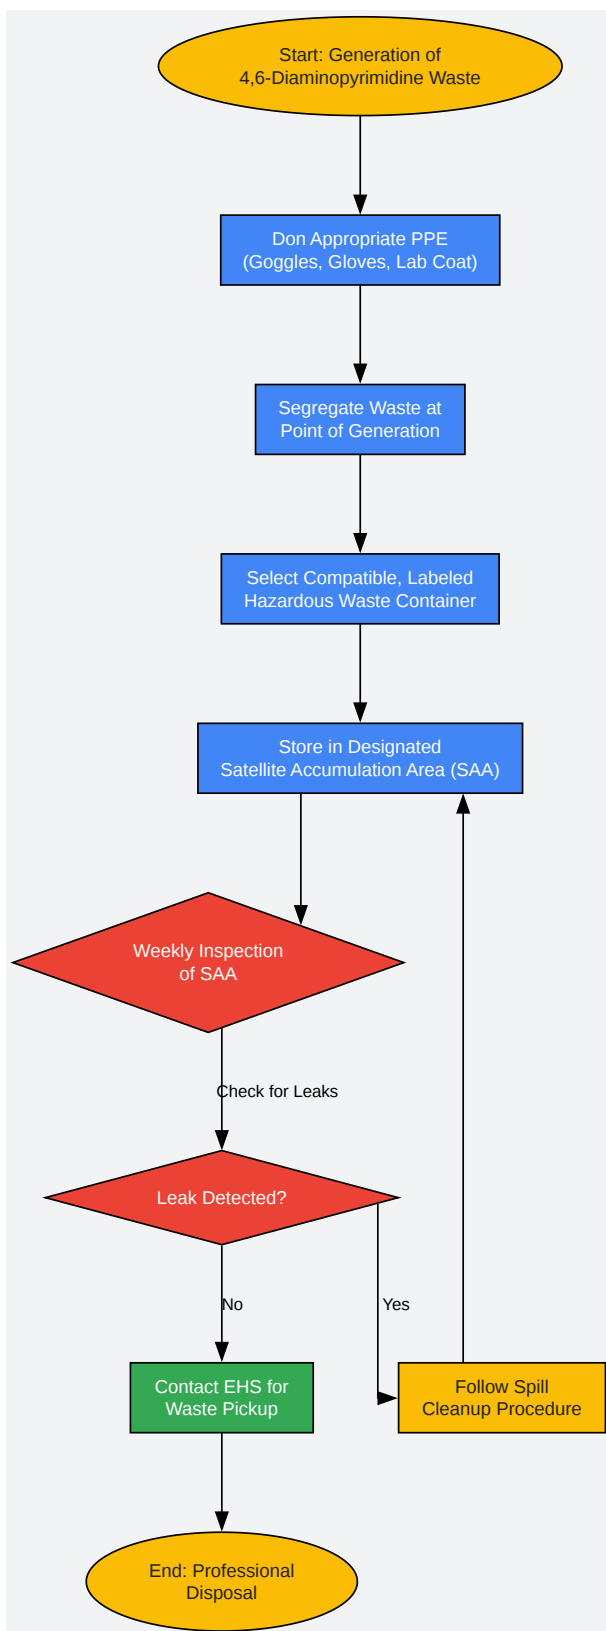 Start: Generation of
4,6-Diaminopyrimidine Waste
Don Appropriate PPE
(Goggles, Gloves, Lab Coat)
Segregate Waste at
Point of Generation
Select Compatible, Labeled
Hazardous Waste Container
Store in Designated
Satellite Accumulation Area (SAA)
Weekly Inspection
of SAA
Check for Leaks
Leak Detected?
No
Yes
Contact EHS for
Waste Pickup
Follow Spill
Cleanup Procedure
End: Professional
Disposal